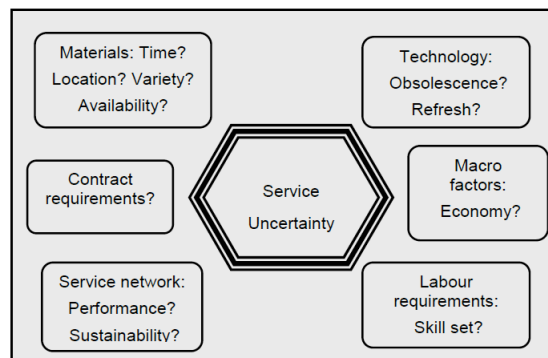 Materials: Time?
Location? Variety?
Availability?
Technology:
Obsolescence?
Refresh?
Contract
requirements?
Service
Uncertainty
Macro
factors:
Economy?
Service network:
Performance?
Sustainability?
Labour
requirements:
Skill set?